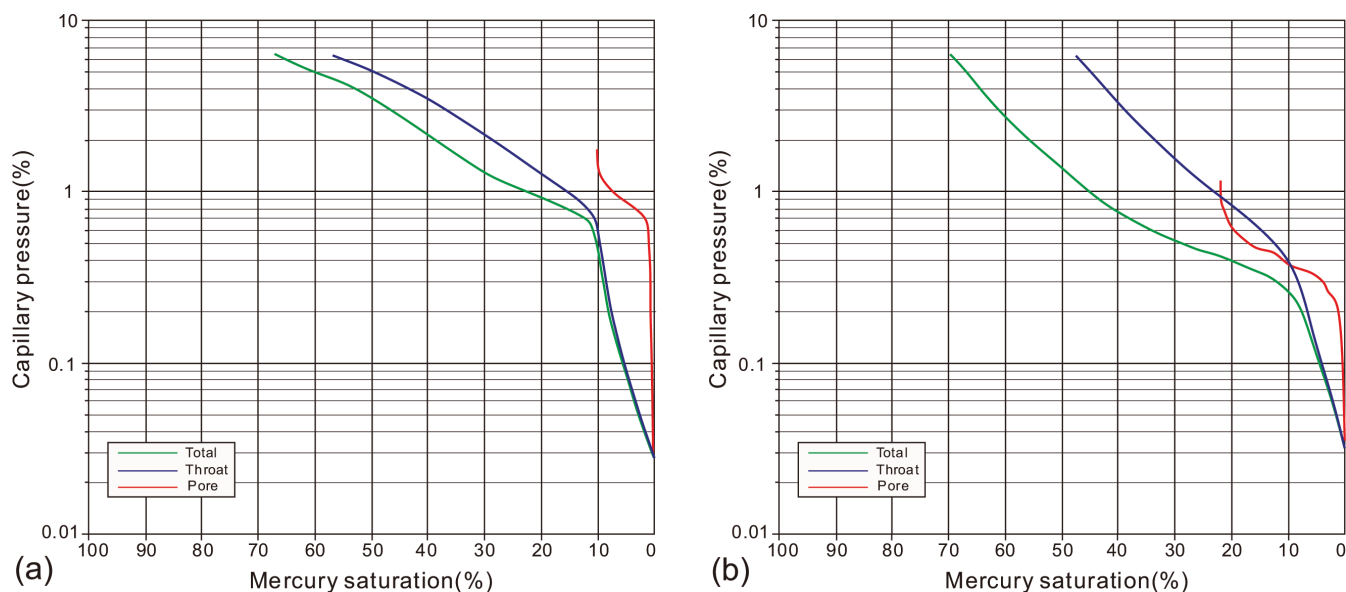 10
1
0.1
0.01
Capillary pressure(%)
Total
Throat
Pore
100 90 80 70 60 50 40 30 20 10 0
(a)
Mercury saturation(%)
10
1
0.1
0.01
Capillary pressure(%)
Total
Throat
Pore
100 90 80 70 60 50 40 30 20 10 0
(b)
Mercury saturation(%)